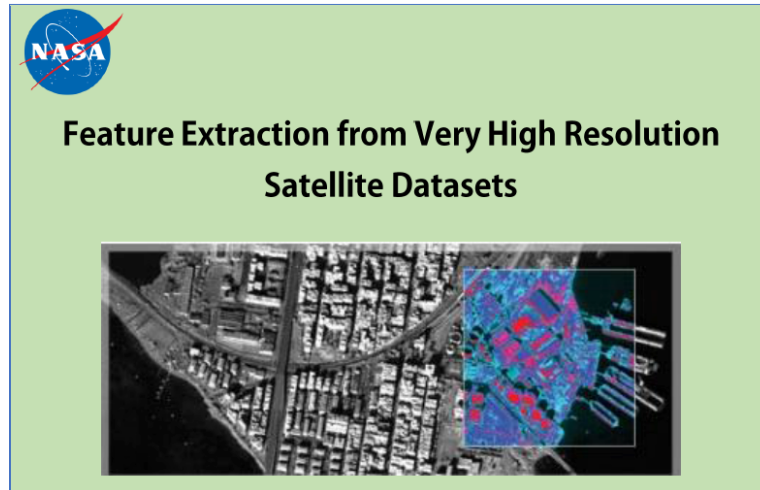 NASA
Feature Extraction from Very High Resolution
Satellite Datasets